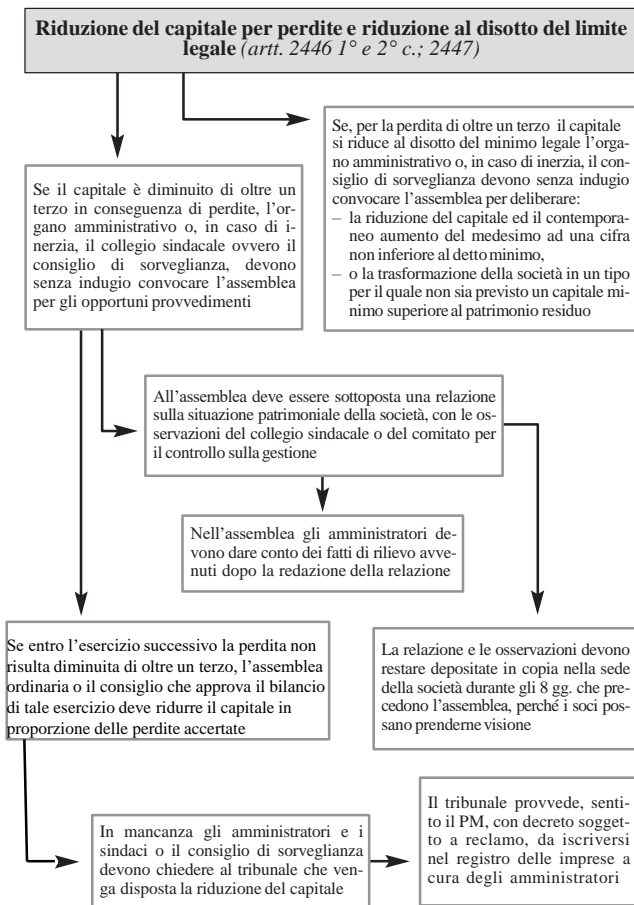 Riduzione del capitale per perdite e riduzione al disotto del limite
legale (artt. 2446 1° e 2° c.; 2447)
Se il capitale è diminuito di oltre un
terzo in conseguenza di perdite, l'or-
gano amministrativo o, in caso di i-
nerzia, il collegio sindacale ovvero il
consiglio di sorveglianza, devono
senza indugio convocare l'assemblea
per gli opportuni provvedimenti
Se, per la perdita di oltre un terzo il capitale
si riduce al disotto del minimo legale l'orga-
no amministrativo o, in caso di inerzia, il con-
siglio di sorveglianza devono senza indugio
convocare l'assemblea per deliberare:
– la riduzione del capitale ed il contempora-
neo aumento del medesimo ad una cifra
non inferiore al detto minimo,
– o la trasformazione della società in un tipo
per il quale non sia previsto un capitale mi-
nimo superiore al patrimonio residuo
All'assemblea deve essere sottoposta una relazione
sulla situazione patrimoniale della società, con le os-
servazioni del collegio sindacale o del comitato per
il controllo sulla gestione
Nell'assemblea gli amministratori de-
vono dare conto dei fatti di rilievo avve-
nuti dopo la redazione della relazione
Se entro l'esercizio successivo la perdita non
risulta diminuita di oltre un terzo, l'assemblea
ordinaria o il consiglio che approva il bilancio
di tale esercizio deve ridurre il capitale in
proporzione delle perdite accertate
La relazione e le osservazioni devono
restare depositate in copia nella sede
della società durante gli 8 gg. che pre-
cedono l'assemblea, perché i soci pos-
sano prenderne visione
In mancanza gli amministratori e i
sindaci o il consiglio di sorveglianza
devono chiedere al tribunale che ven-
ga disposta la riduzione del capitale
Il tribunale provvede, senti-
to il PM, con decreto sogget-
to a reclamo, da iscriversi
nel registro delle imprese a
cura degli amministratori